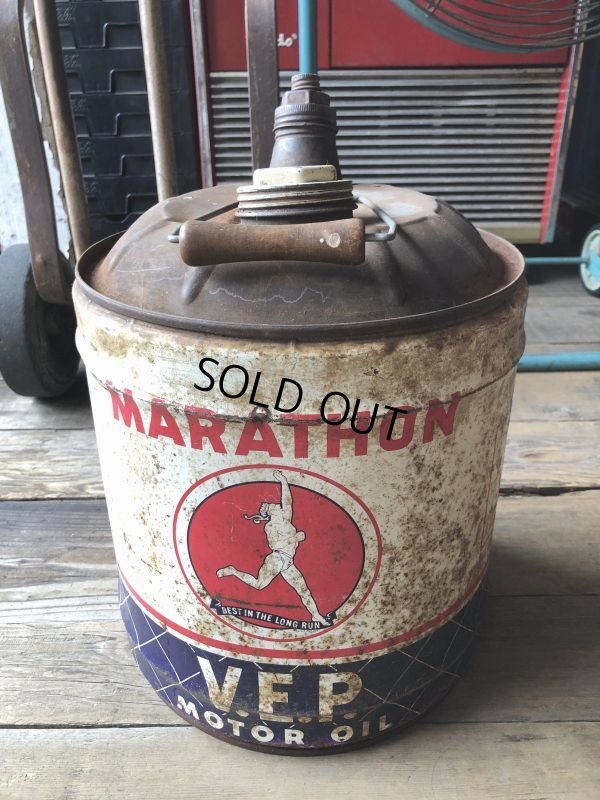 SOLD OUT
MARATHON
BEST IN THE LONG RUN
V.E.P.
MOTOR OIL